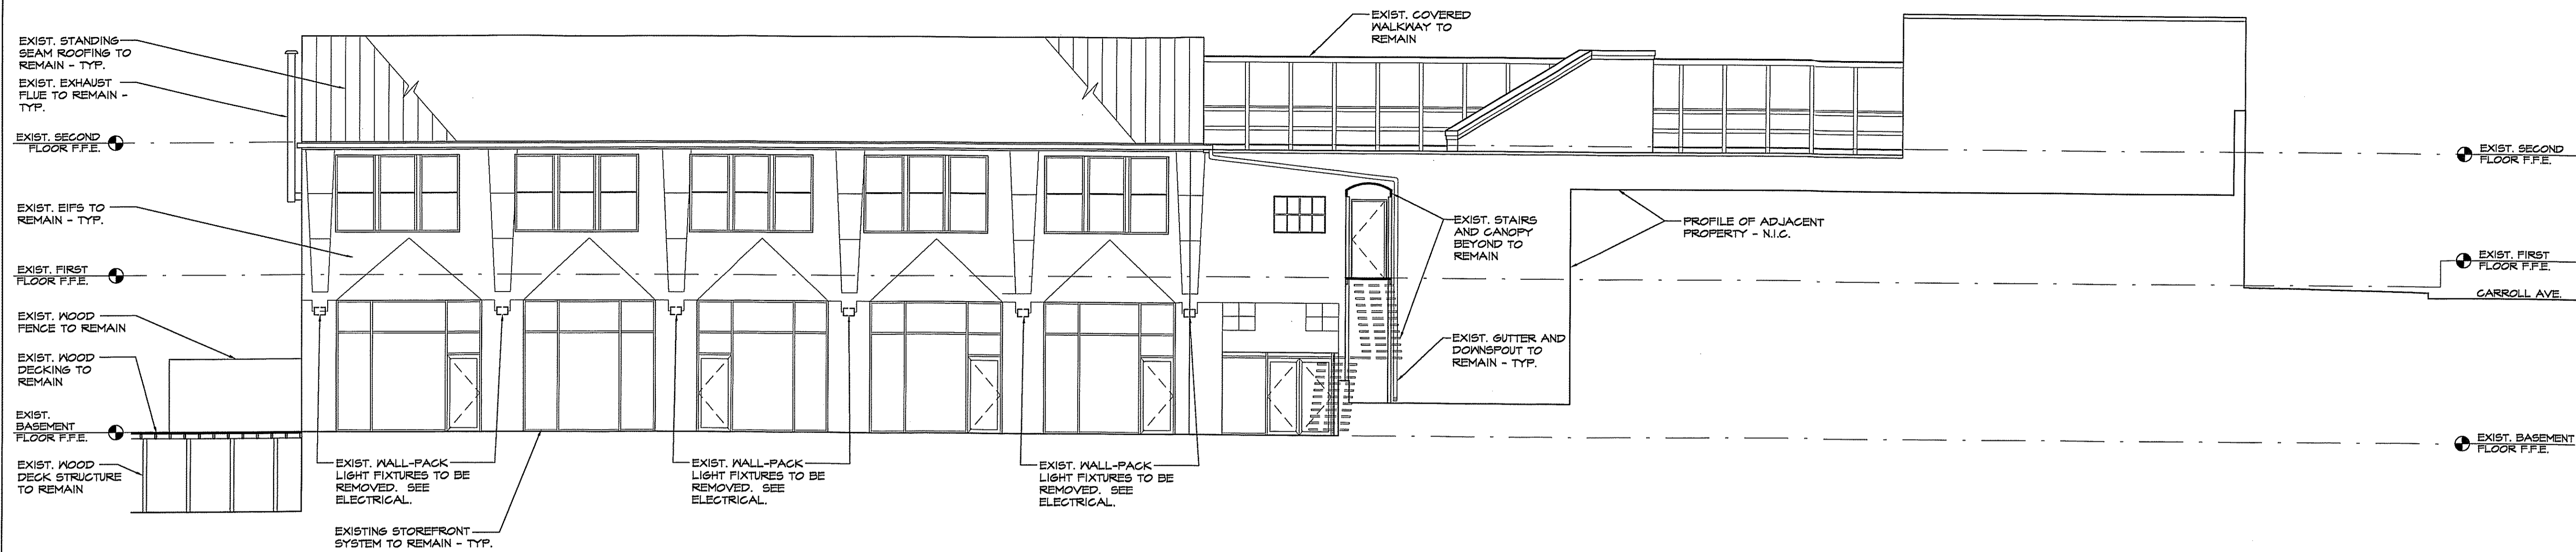 EXIST. STANDING
SEAM ROOFING TO
REMAIN - TYP.
EXIST. EXHAUST
FLUE TO REMAIN -
TYP.
EXIST. SECOND
FLOOR F.F.E.
EXIST. EIFS TO
REMAIN - TYP.
EXIST. FIRST
FLOOR F.F.E.
EXIST. WOOD
FENCE TO REMAIN
EXIST. WOOD
DECKING TO
REMAIN
EXIST.
BASEMENT
FLOOR F.F.E.
EXIST. WOOD
DECK STRUCTURE
TO REMAIN
EXIST. WALL-PACK
LIGHT FIXTURES TO BE
REMOVED. SEE
ELECTRICAL.
EXISTING STOREFRONT
SYSTEM TO REMAIN - TYP.
EXIST. WALL-PACK
LIGHT FIXTURES TO BE
REMOVED. SEE
ELECTRICAL.
EXIST. WALL-PACK
LIGHT FIXTURES TO BE
REMOVED. SEE
ELECTRICAL.
EXIST. COVERED
WALKWAY TO
REMAIN
EXIST. STAIRS
AND CANOPY
BEYOND TO
REMAIN
EXIST. GUTTER AND
DOWNSPOUT TO
REMAIN - TYP.
PROFILE OF ADJACENT
PROPERTY - N.I.C.
EXIST. SECOND
FLOOR F.F.E.
EXIST. FIRST
FLOOR F.F.E.
CARROLL AVE.
EXIST. BASEMENT
FLOOR F.F.E.